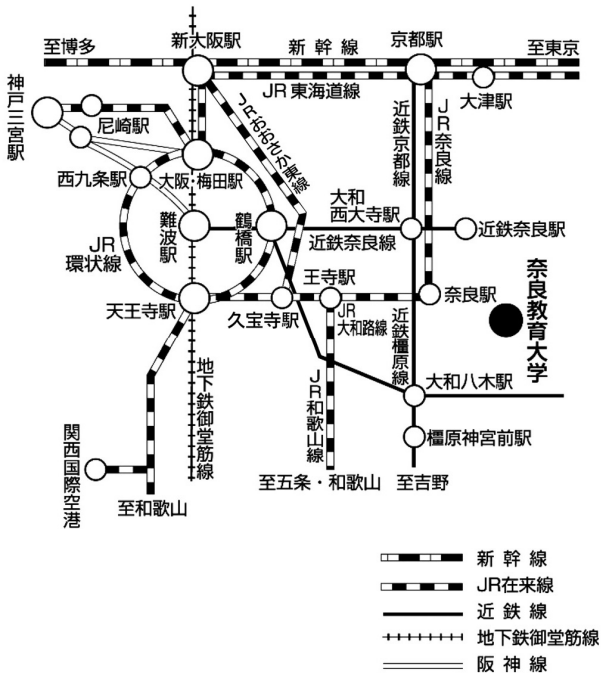 至博多
新大阪駅
新幹線
京都駅
至東京
JR東海道線
大津駅
神戸三宮駅
尼崎駅
JRおおさか東線
近鉄京都線
JR奈良線
西九条駅
大阪・梅田駅
大和
西大寺駅
難波駅
鶴橋駅
近鉄奈良線
近鉄奈良駅
JR
環状線
王寺駅
奈良駅
奈良教育大学
天王寺駅
久宝寺駅
JR
大和路線
近鉄橿原線
地下鉄御堂筋線
JR和歌山線
大和八木駅
橿原神宮前駅
関西国際空港
至和歌山
至五条・和歌山
至吉野
新幹線
JR在来線
近鉄線
地下鉄御堂筋線
阪神線